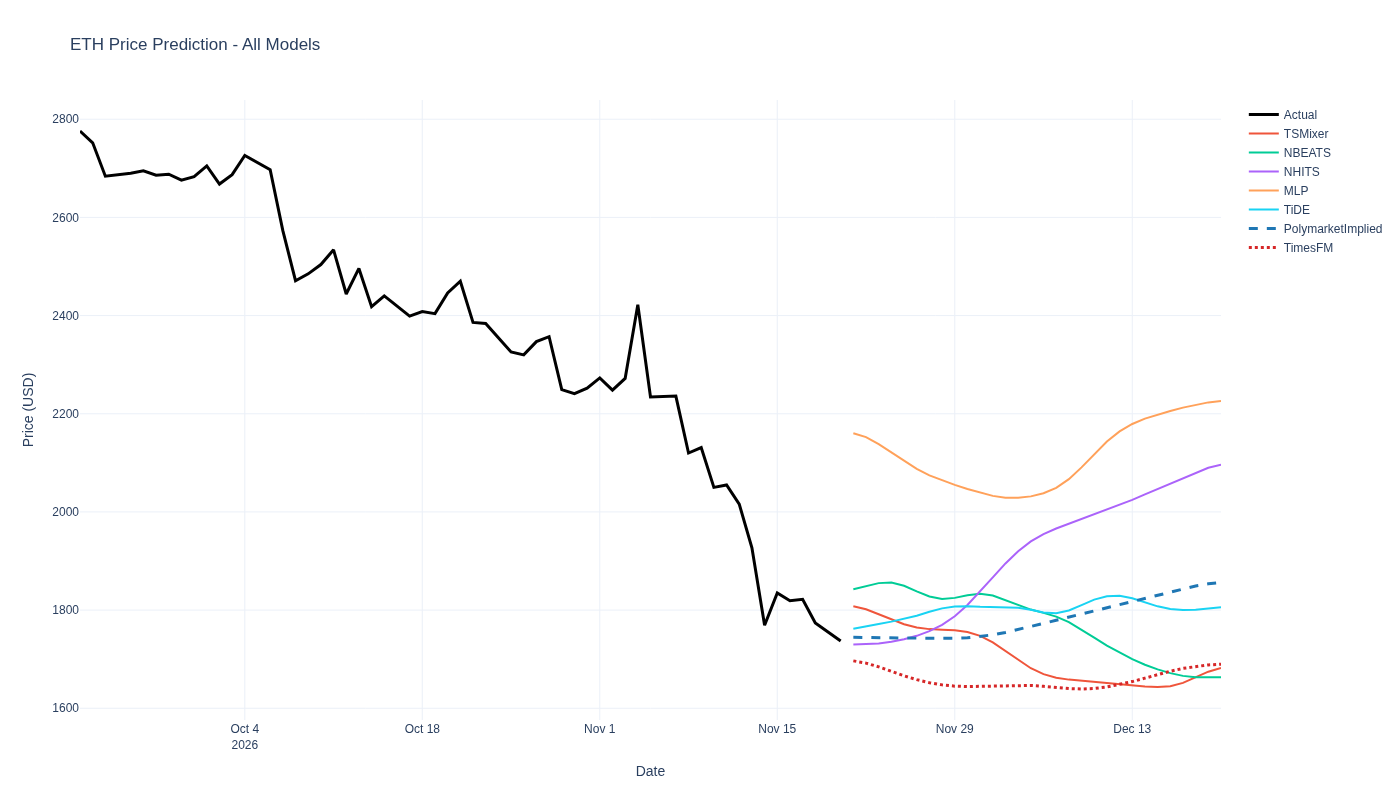 ETH Price Prediction - All Models
Actual
TSMixer
NBEATS
NHITS
MLP
TiDE
PolymarketImplied
TimesFM
Price (USD)
2800
2600
2400
2200
2000
1800
1600
Oct 4
2026
Oct 18
Nov 1
Nov 15
Nov 29
Dec 13
Date